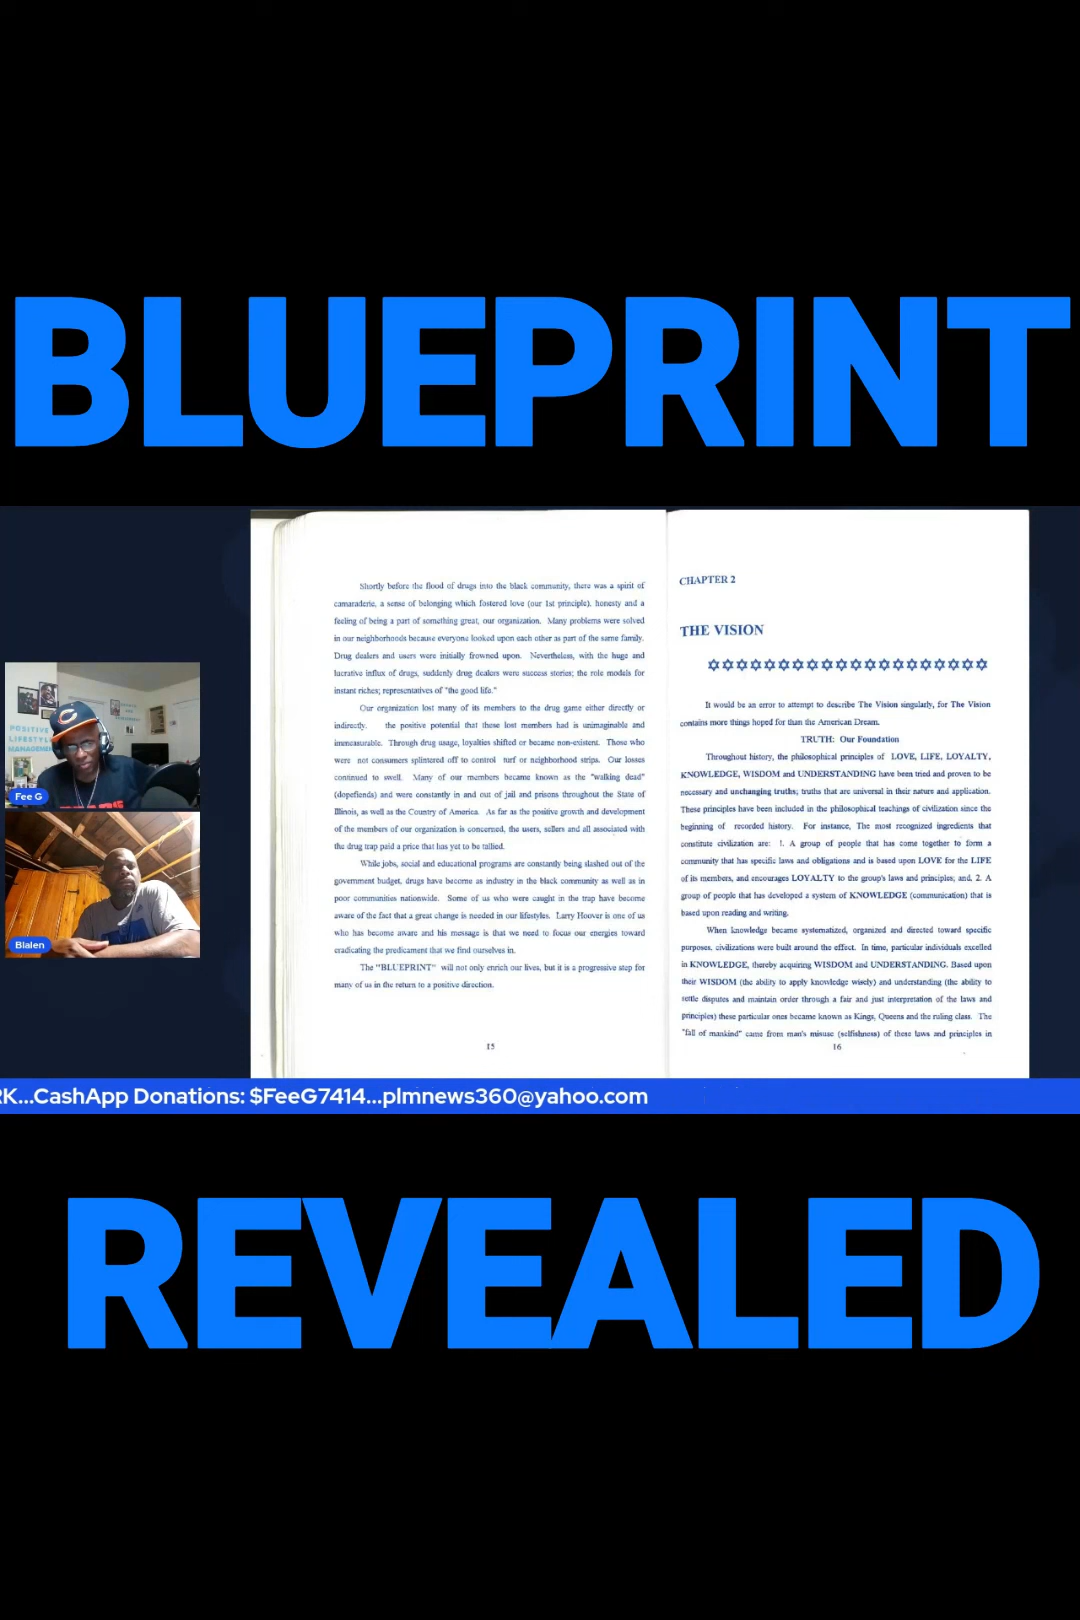 BLUEPRINT
Shortly before the flood of drugs into the black community, there was a spirit of
camaraderie, a sense of belonging which fostered love (our 1st principle), honesty and a
feeling of being a part of something great, our organization. Many problems were solved
in our neighborhoods because everyone looked upon each other as part of the same family.
Drug dealers and users were initially frowned upon. Nevertheless, with the huge and
lucrative influx of drugs, suddenly drug dealers were success stories; the role models for
instant riches; representatives of "the good life."
Our organization lost many of its members to the drug game either directly or
indirectly. the positive potential that these lost members had is unimaginable and
immeasurable. Through drug usage, loyalties shifted or became non-existent. Those who
were not consumers splintered off to control turf or neighborhood strips. Our losses
continued to swell. Many of our members became known as the "walking dead"
(dopefiends) and were constantly in and out of jail and prisons throughout the State of
Illinois, as well as the Country of America. As far as the positive growth and development
of the members of our organization is concerned, the users, sellers and all associated with
the drug trap paid a price that has yet to be tallied.
While jobs, social and educational programs are constantly being slashed out of the
government budget, drugs have become as industry in the black community as well as in
poor communities nationwide. Some of us who were caught in the trap have become
aware of the fact that a great change is needed in our lifestyles. Larry Hoover is one of us
who has become aware and his message is that we need to focus our energies toward
eradicating the predicament that we find ourselves in.
The "BLUEPRINT" will not only enrich our lives, but it is a progressive step for
many of us in the return to a positive direction.
15
CHAPTER 2
THE VISION
It would be an error to attempt to describe The Vision singularly, for The Vision
contains more things hoped for than the American Dream.
TRUTH: Our Foundation
Throughout history, the philosophical principles of LOVE, LIFE, LOYALTY,
KNOWLEDGE, WISDOM and UNDERSTANDING have been tried and proven to be
necessary and unchanging truths; truths that are universal in their nature and application.
These principles have been included in the philosophical teachings of civilization since the
beginning of recorded history. For instance, The most recognized ingredients that
constitute civilization are: 1. A group of people that has come together to form a
community that has specific laws and obligations and is based upon LOVE for the LIFE
of its members, and encourages LOYALTY to the group's laws and principles; and, 2. A
group of people that has developed a system of KNOWLEDGE (communication) that is
based upon reading and writing.
When knowledge became systematized, organized and directed toward specific
purposes, civilizations were built around the effect. In time, particular individuals excelled
in KNOWLEDGE, thereby acquiring WISDOM and UNDERSTANDING. Based upon
their WISDOM (the ability to apply knowledge wisely) and understanding (the ability to
settle disputes and maintain order through a fair and just interpretation of the laws and
principles) these particular ones became known as Kings, Queens and the ruling class. The
"fall of mankind" came from man's misuse (selfishness) of these laws and principles in
16
POSITIVE
LIFESTYLE
MANAGEMENT
Fee G
Blalen
RK...CashApp Donations: $FeeG7414...plmnews360@yahoo.com
REVEALED